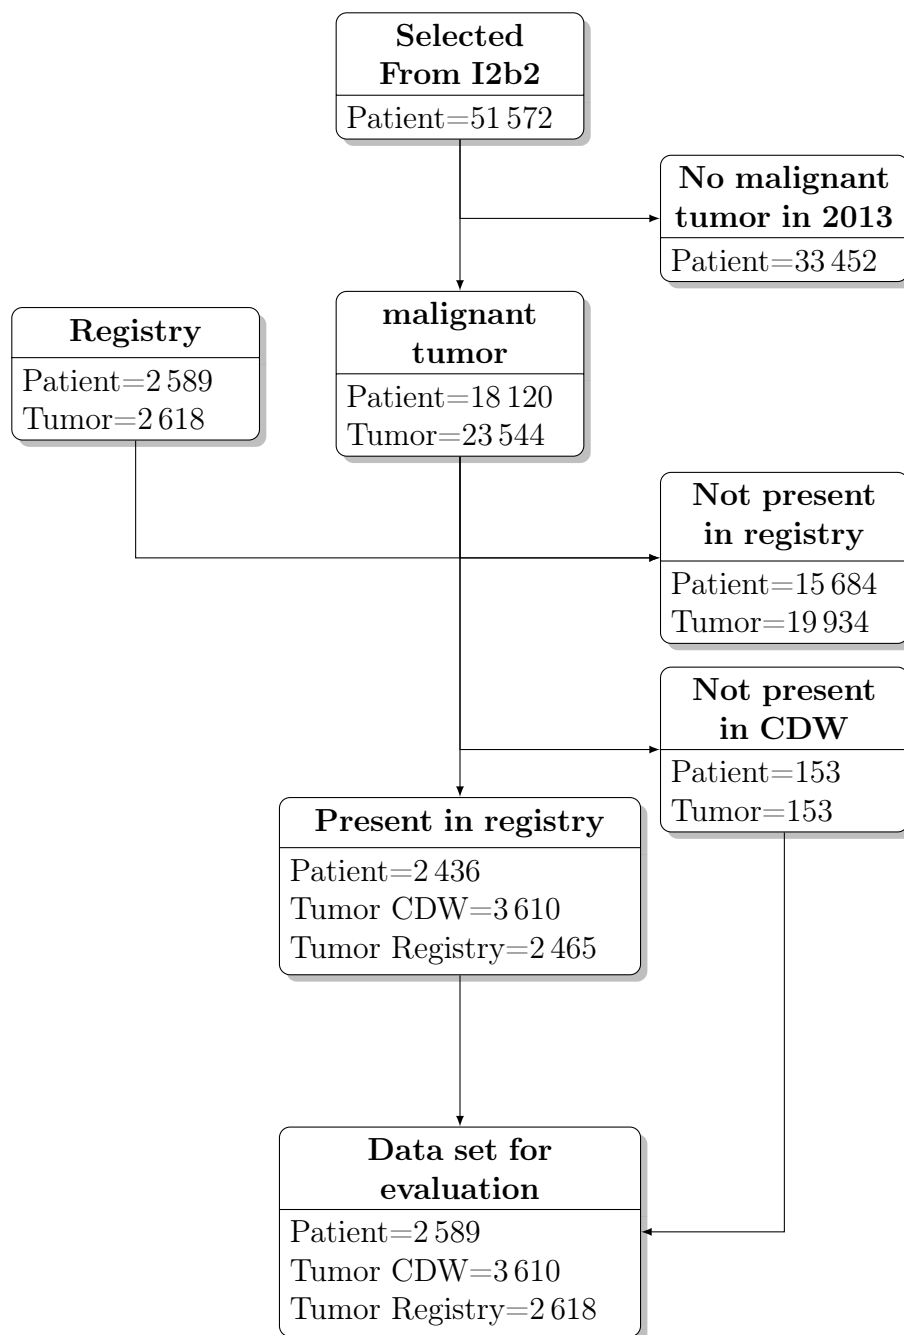 Selected
From I2b2
Patient=51 572
No malignant
tumor in 2013
Patient=33 452
Registry
Patient=2 589
Tumor=2 618
malignant
tumor
Patient=18 120
Tumor=23 544
Not present
in registry
Patient=15 684
Tumor=19 934
Not present
in CDW
Patient=153
Tumor=153
Present in registry
Patient=2 436
Tumor CDW=3 610
Tumor Registry=2 465
Data set for
evaluation
Patient=2 589
Tumor CDW=3 610
Tumor Registry=2 618